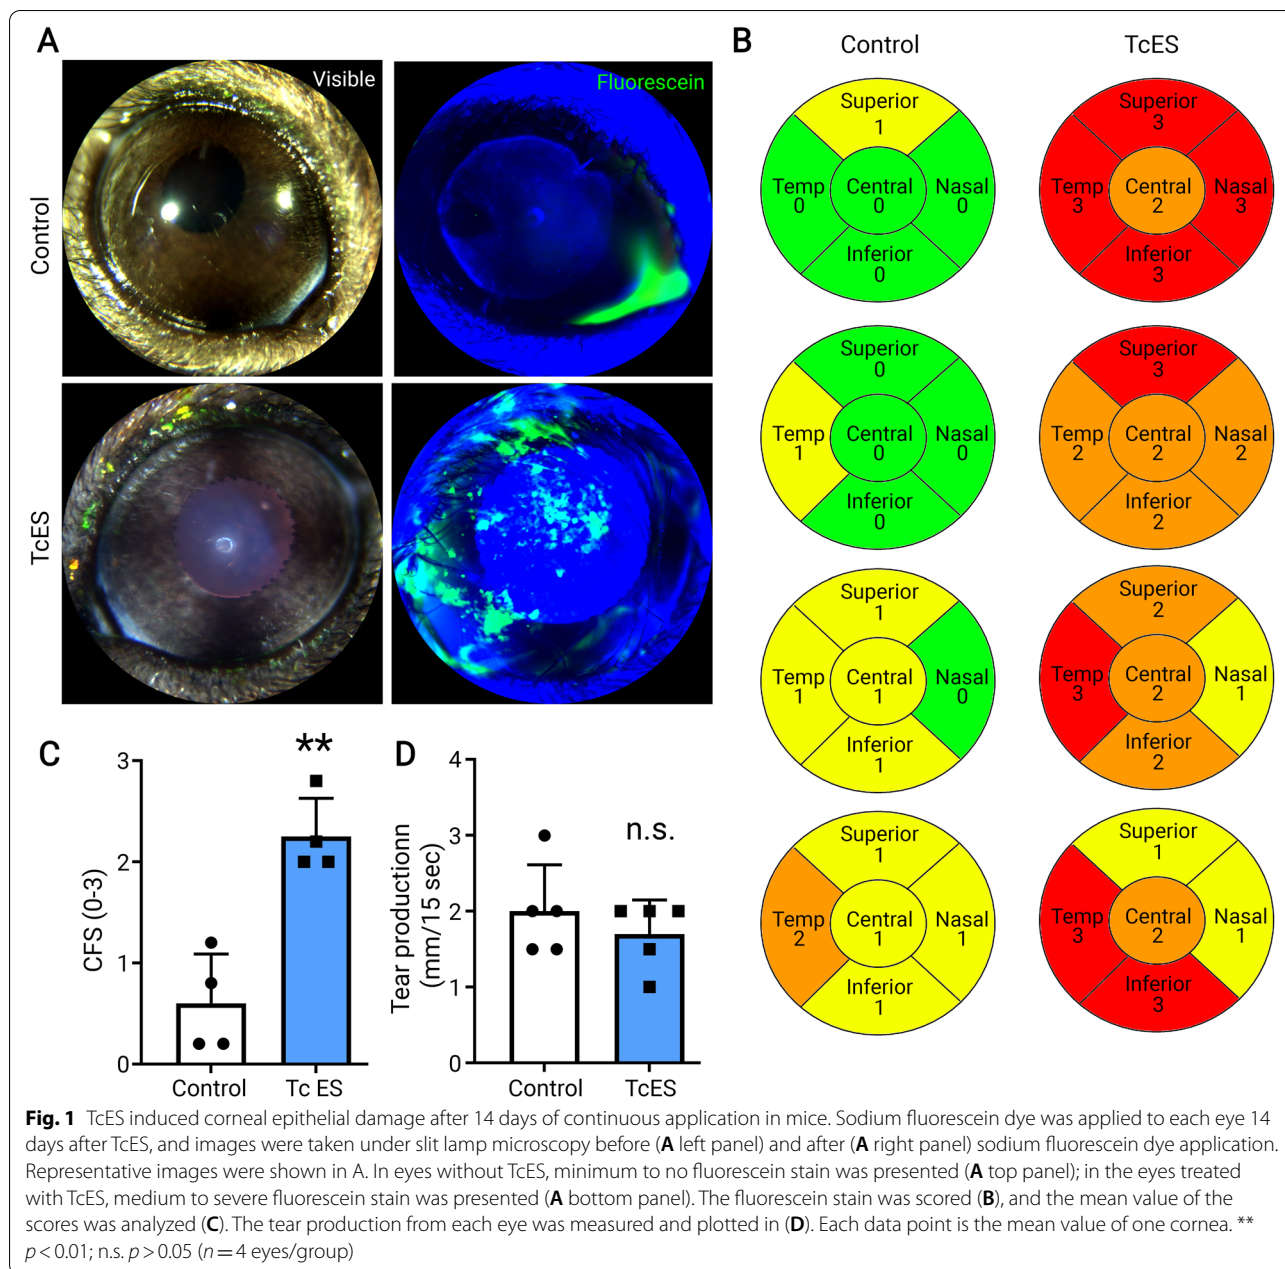 A
Visible
Fluorescein
Control
TcES
B
Control
TcES
Superior
1
Temp
0
Central
0
Nasal
0
Inferior
0
Superior
3
Temp
3
Central
2
Nasal
3
Inferior
3
Superior
0
Temp
1
Central
0
Nasal
0
Inferior
0
Superior
3
Temp
2
Central
2
Nasal
2
Inferior
2
Superior
1
Temp
1
Central
1
Nasal
0
Inferior
1
Superior
2
Temp
3
Central
2
Nasal
1
Inferior
2
Superior
1
Temp
2
Central
1
Nasal
1
Inferior
1
Superior
1
Temp
3
Central
2
Nasal
1
Inferior
3
C
**
CFS (0-3)
3
2
1
0
Control
Tc ES
D
n.s.
Tear productionn
(mm/15 sec)
4
3
2
1
0
Control
TcES
Fig. 1 TcES induced corneal epithelial damage after 14 days of continuous application in mice. Sodium fluorescein dye was applied to each eye 14
days after TcES, and images were taken under slit lamp microscopy before (A left panel) and after (A right panel) sodium fluorescein dye application.
Representative images were shown in A. In eyes without TcES, minimum to no fluorescein stain was presented (A top panel); in the eyes treated
with TcES, medium to severe fluorescein stain was presented (A bottom panel). The fluorescein stain was scored (B), and the mean value of the
scores was analyzed (C). The tear production from each eye was measured and plotted in (D). Each data point is the mean value of one cornea. **
p < 0.01; n.s. p > 0.05 (n = 4 eyes/group)